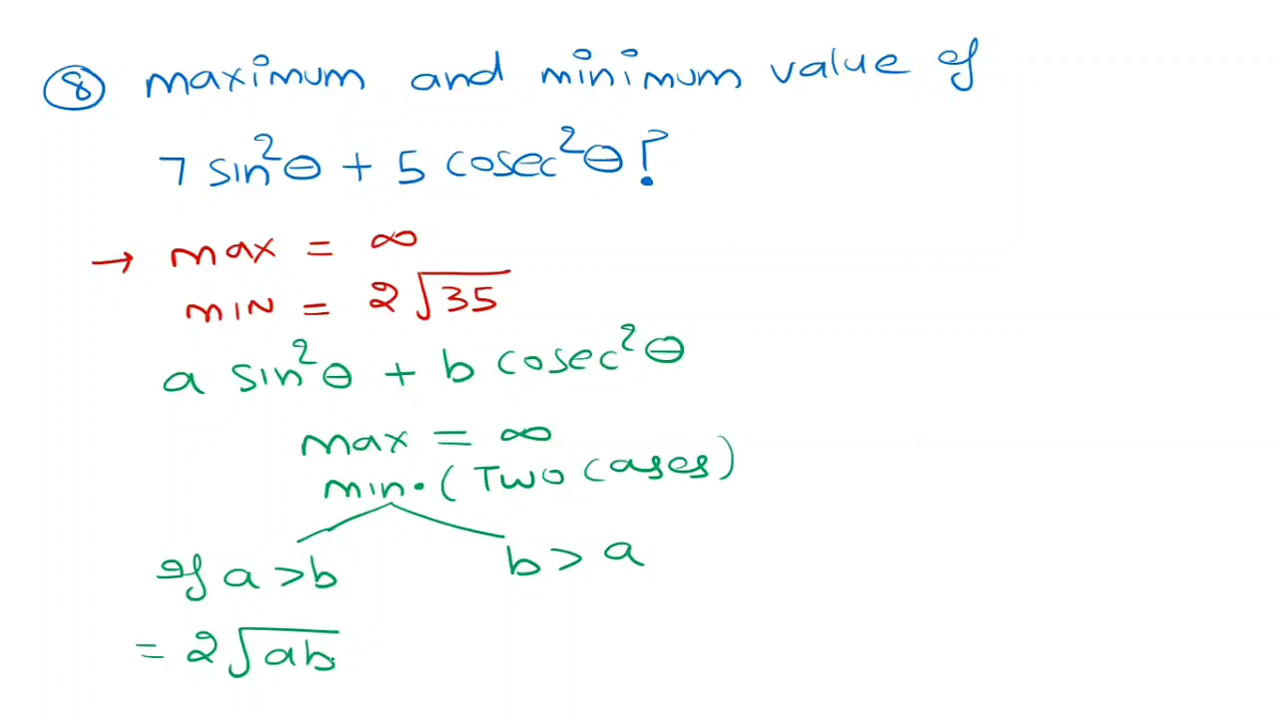 ⑧ maximum and minimum value of
7 sin²θ + 5 cosec²θ?
→ max = ∞
MIN = 2√35
a sin²θ + b cosec²θ
max = ∞
min. (Two cases)
If a > b b > a
= 2√ab